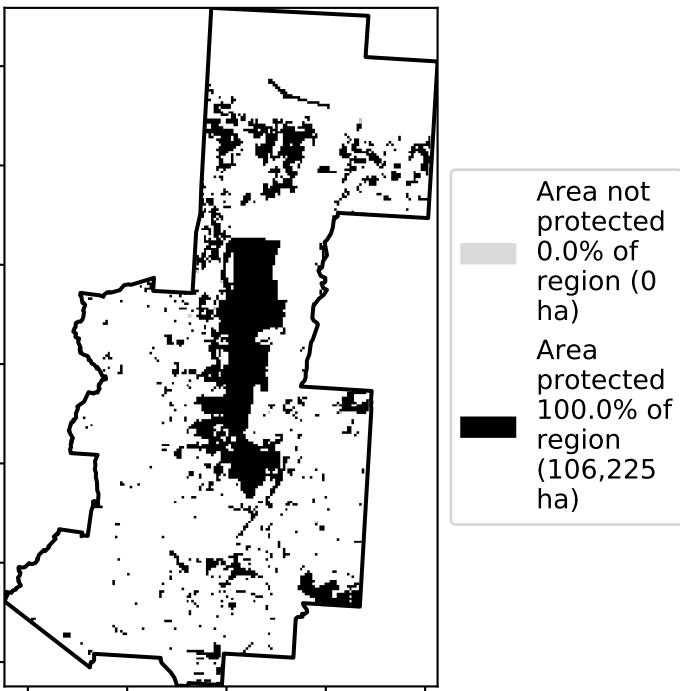 Area not
protected
0.0% of
region (0
ha)
Area
protected
100.0% of
region
(106,225
ha)